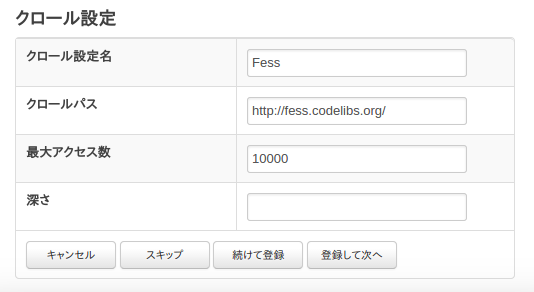 クロール設定
クロール設定名
Fess
クロールパス
http://fess.codelibs.org/
最大アクセス数
10000
深さ
キャンセル スキップ 続けて登録 登録して次へ